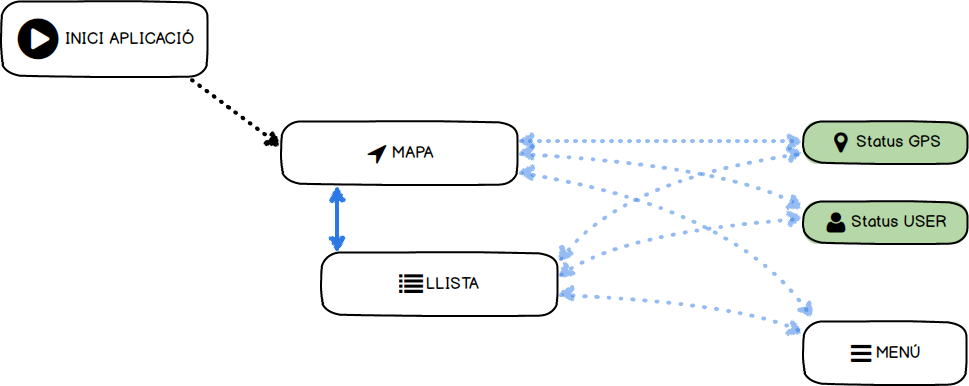 INICI APLICACIÓ
MAPA
Status GPS
Status USER
LLISTA
MENÚ